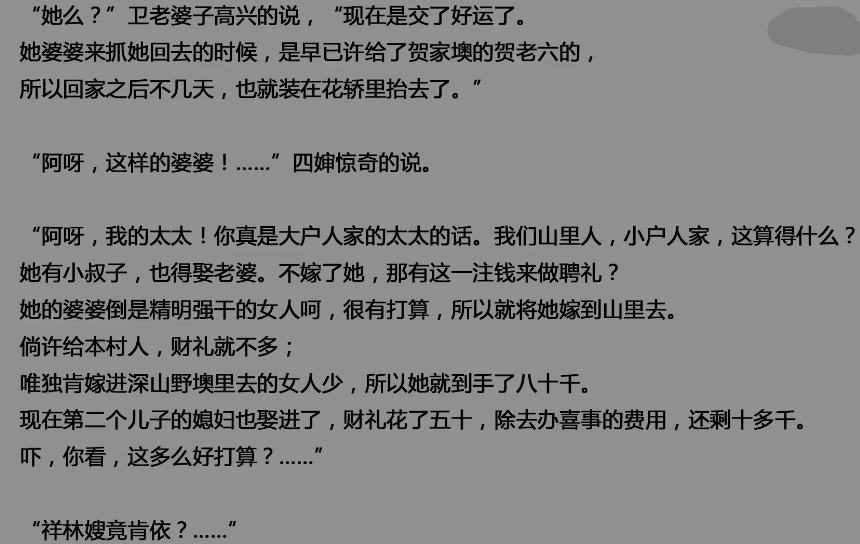 “她么？”卫老婆子高兴的说，“现在是交了好运了。
她婆婆来抓她回去的时候，是早已许给了贺家墺的贺老六的，
所以回家之后不几天，也就装在花轿里抬去了。”
“阿呀，这样的婆婆！……”四婶惊奇的说。
“阿呀，我的太太！你真是大户人家的太太的话。我们山里人，小户人家，这算得什么？
她有小叔子，也得娶老婆。不嫁了她，那有这一注钱来做聘礼？
她的婆婆倒是精明强干的女人呵，很有打算，所以就将她嫁到山里去。
倘许给本村人，财礼就不多；
唯独肯嫁进深山野墺里去的女人少，所以她就到手了八十千。
现在第二个儿子的媳妇也娶进了，财礼花了五十，除去办喜事的费用，还剩十多千。
吓，你看，这多么好打算？……”
“祥林嫂竟肯依？……”